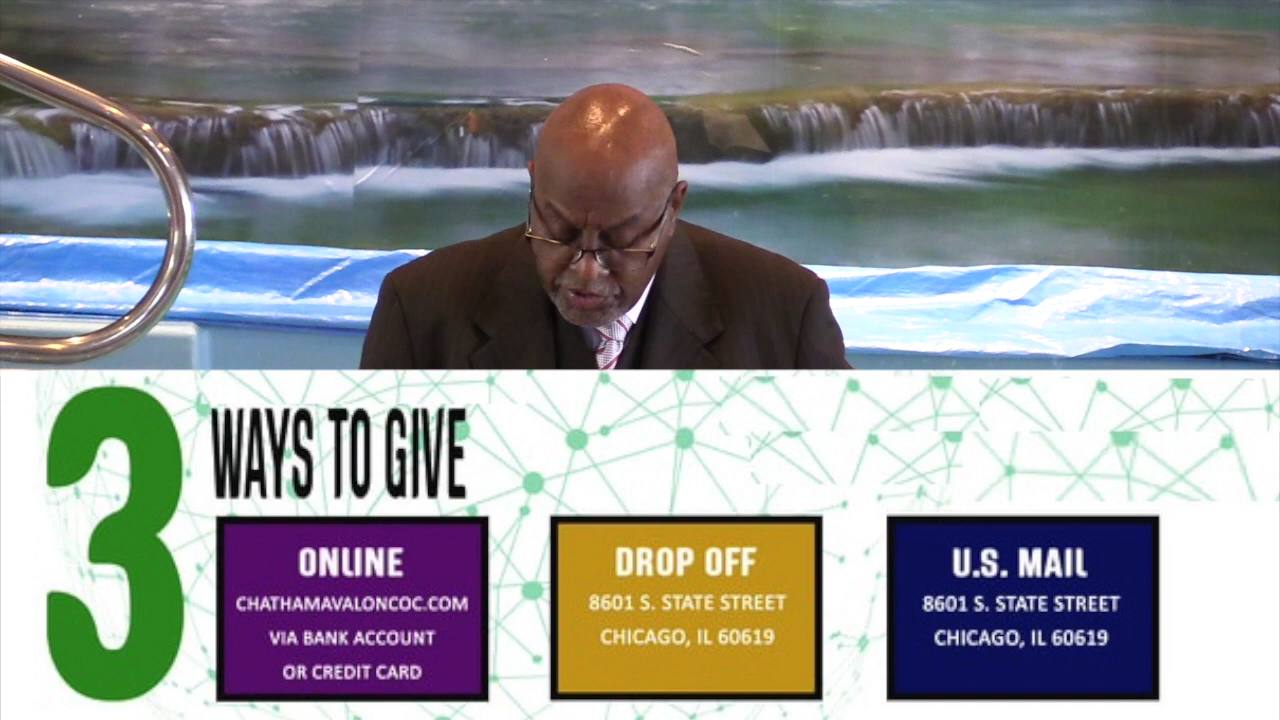 3 WAYS TO GIVE
ONLINE
CHATHAMAVALONCOC.COM
VIA BANK ACCOUNT
OR CREDIT CARD
DROP OFF
8601 S. STATE STREET
CHICAGO, IL 60619
U.S. MAIL
8601 S. STATE STREET
CHICAGO, IL 60619